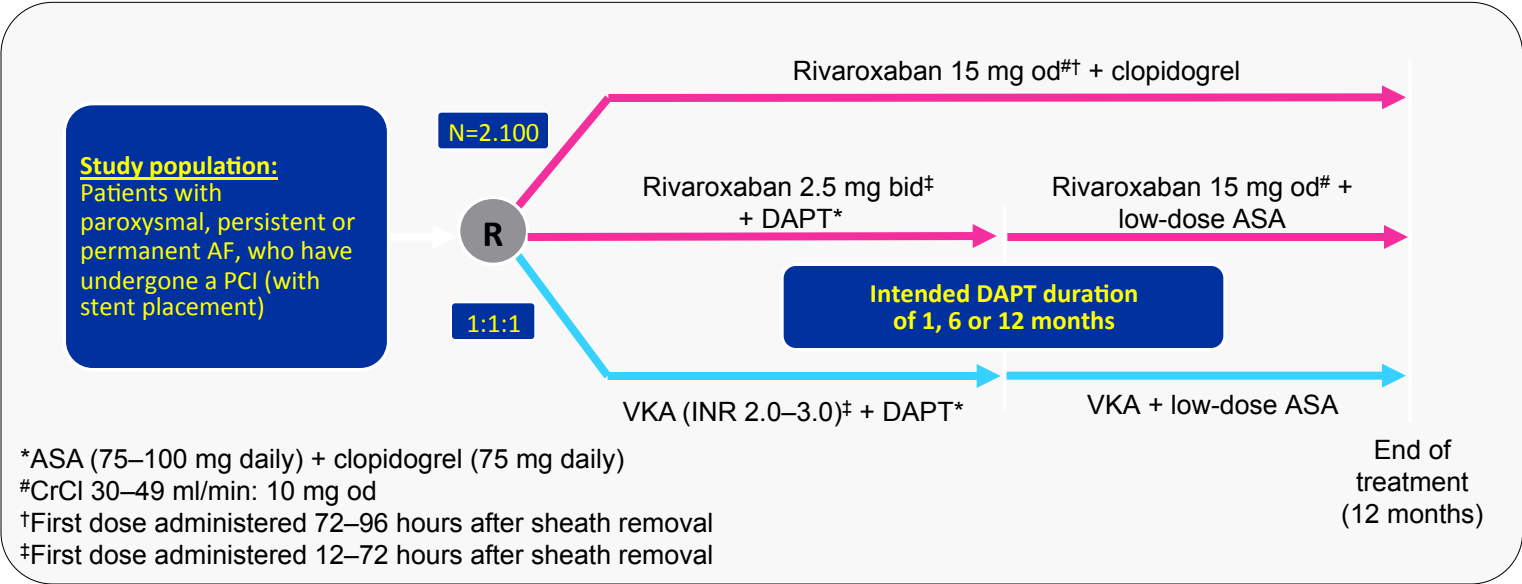 Rivaroxaban 15 mg od#† + clopidogrel
N=2.100
Study population:
Patients with
paroxysmal, persistent or
permanent AF, who have
undergone a PCI (with
stent placement)
R
1:1:1
Rivaroxaban 2.5 mg bid‡
+ DAPT*
Rivaroxaban 15 mg od# +
low-dose ASA
Intended DAPT duration
of 1, 6 or 12 months
VKA (INR 2.0–3.0)‡ + DAPT*
VKA + low-dose ASA
End of
treatment
(12 months)
*ASA (75–100 mg daily) + clopidogrel (75 mg daily)
#CrCl 30–49 ml/min: 10 mg od
†First dose administered 72–96 hours after sheath removal
‡First dose administered 12–72 hours after sheath removal